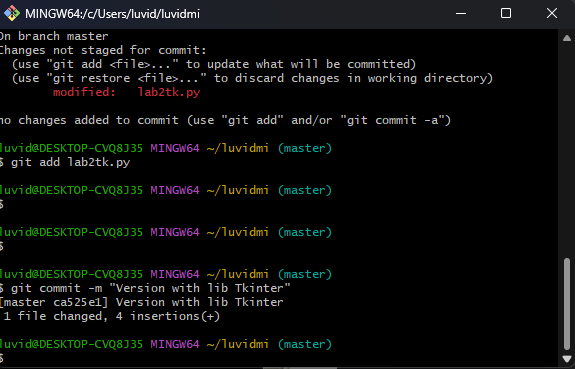 MINGW64:/c/Users/luvid/luvidmi
On branch master
Changes not staged for commit:
  (use "git add <file>..." to update what will be committed)
  (use "git restore <file>..." to discard changes in working directory)
        modified:   lab2tk.py

no changes added to commit (use "git add" and/or "git commit -a")

luvid@DESKTOP-CVQ8J35 MINGW64 ~/luvidmi (master)
$ git add lab2tk.py

luvid@DESKTOP-CVQ8J35 MINGW64 ~/luvidmi (master)
$

luvid@DESKTOP-CVQ8J35 MINGW64 ~/luvidmi (master)
$

luvid@DESKTOP-CVQ8J35 MINGW64 ~/luvidmi (master)
$ git commit -m "Version with lib Tkinter"
[master ca525e1] Version with lib Tkinter
 1 file changed, 4 insertions(+)

luvid@DESKTOP-CVQ8J35 MINGW64 ~/luvidmi (master)
$